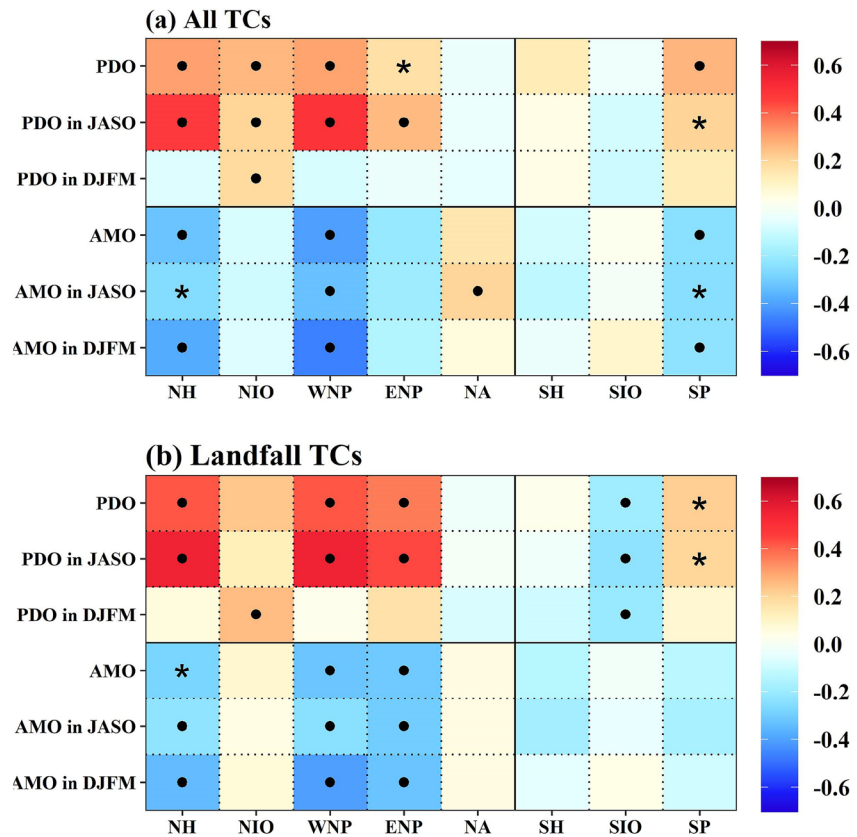 (a) All TCs
PDO
PDO in JASO
PDO in DJFM
AMO
AMO in JASO
AMO in DJFM
NH NIO WNP ENP NA SH SIO SP
0.6
0.4
0.2
0.0
-0.2
-0.4
-0.6
(b) Landfall TCs
PDO
PDO in JASO
PDO in DJFM
AMO
AMO in JASO
AMO in DJFM
NH NIO WNP ENP NA SH SIO SP
0.6
0.4
0.2
0.0
-0.2
-0.4
-0.6